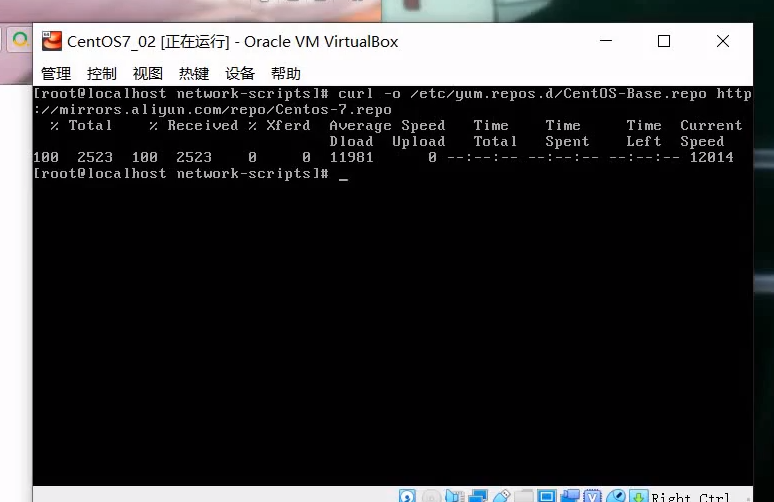 CentOS7_02 [正在运行] - Oracle VM VirtualBox
管理 控制 视图 热键 设备 帮助
[root@localhost network-scripts]# curl -o /etc/yum.repos.d/CentOS-Base.repo http
://mirrors.aliyun.com/repo/Centos-7.repo
% Total % Received % Xferd Average Speed Time Time Time Current
Dload Upload Total Spent Left Speed
100 2523 100 2523 0 0 11981 0 --:--:-- --:--:-- --:--:-- 12014
[root@localhost network-scripts]# _
Right Ctrl